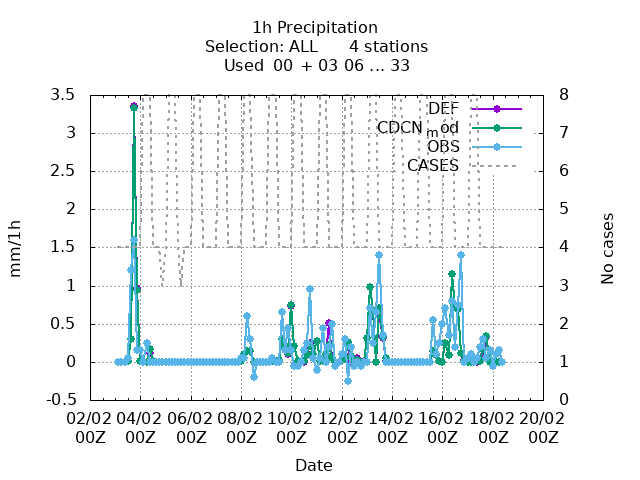 1h Precipitation
Selection: ALL 4 stations
Used 00 + 03 06 ... 33
3.5
3
2.5
2
1.5
1
0.5
0
-0.5
mm/1h
8
7
6
5
4
3
2
1
0
No cases
DEF
CDCN_mod
OBS
CASES
02/02 04/02 06/02 08/02 10/02 12/02 14/02 16/02 18/02 20/02
00Z 00Z 00Z 00Z 00Z 00Z 00Z 00Z 00Z 00Z
Date